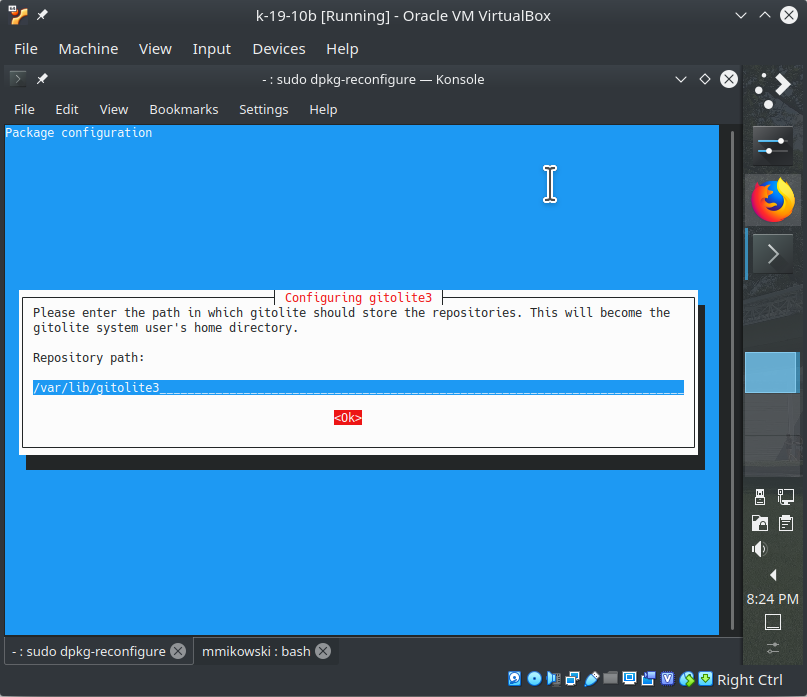 k-19-10b [Running] - Oracle VM VirtualBox
File Machine View Input Devices Help
- : sudo dpkg-reconfigure — Konsole
File Edit View Bookmarks Settings Help
Package configuration
Configuring gitolite3
Please enter the path in which gitolite should store the repositories. This will become the
gitolite system user's home directory.
Repository path:
/var/lib/gitolite3
<Ok>
8:24 PM
- : sudo dpkg-reconfigure
mmikowski : bash
Right Ctrl